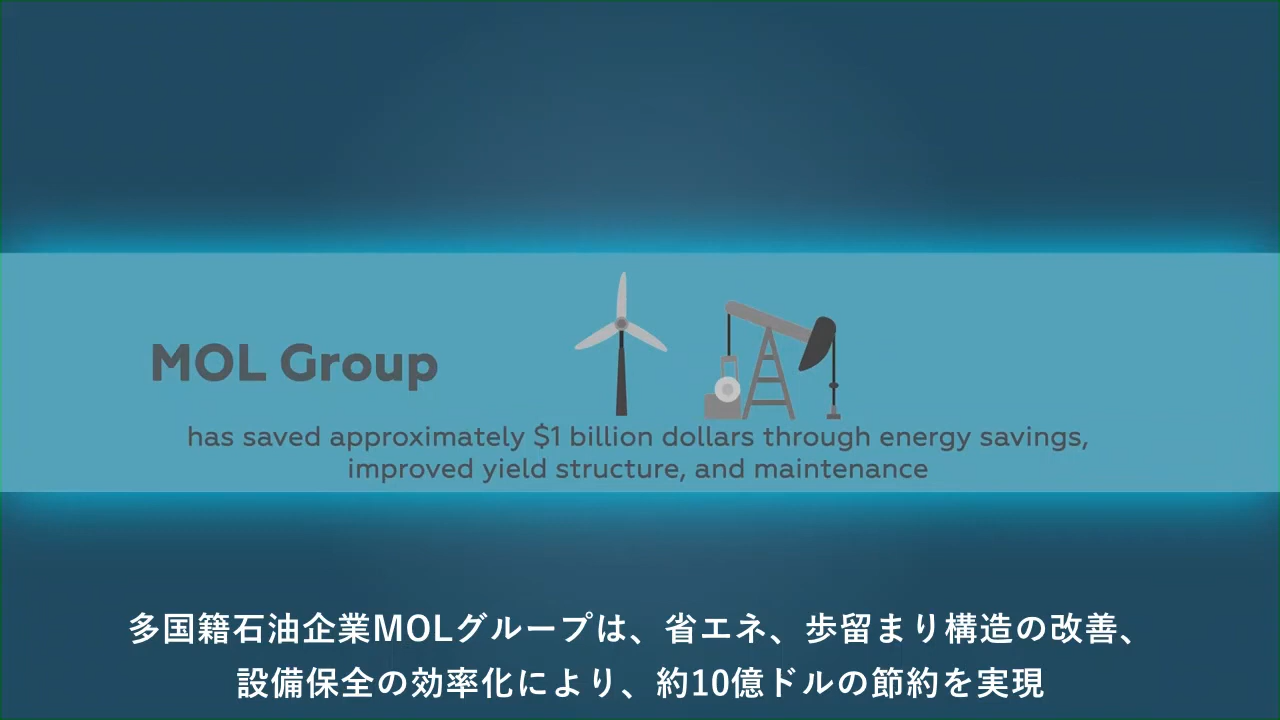 MOL Group
has saved approximately $1 billion dollars through energy savings,
improved yield structure, and maintenance
多国籍石油企業MOLグループは、省エネ、歩留まり構造の改善、
設備保全の効率化により、約10億ドルの節約を実現